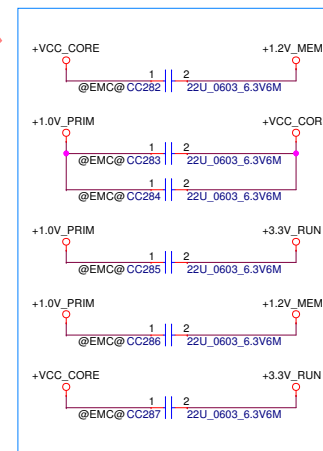 +VCC_CORE +1.2V_MEM
1 2
@EMC@ CC282 22U_0603_6.3V6M
+1.0V_PRIM +VCC_COR
1 2
@EMC@ CC283 22U_0603_6.3V6M
1 2
@EMC@ CC284 22U_0603_6.3V6M
+1.0V_PRIM +3.3V_RUN
1 2
@EMC@ CC285 22U_0603_6.3V6M
+1.0V_PRIM +1.2V_MEM
1 2
@EMC@ CC286 22U_0603_6.3V6M
+VCC_CORE +3.3V_RUN
1 2
@EMC@ CC287 22U_0603_6.3V6M